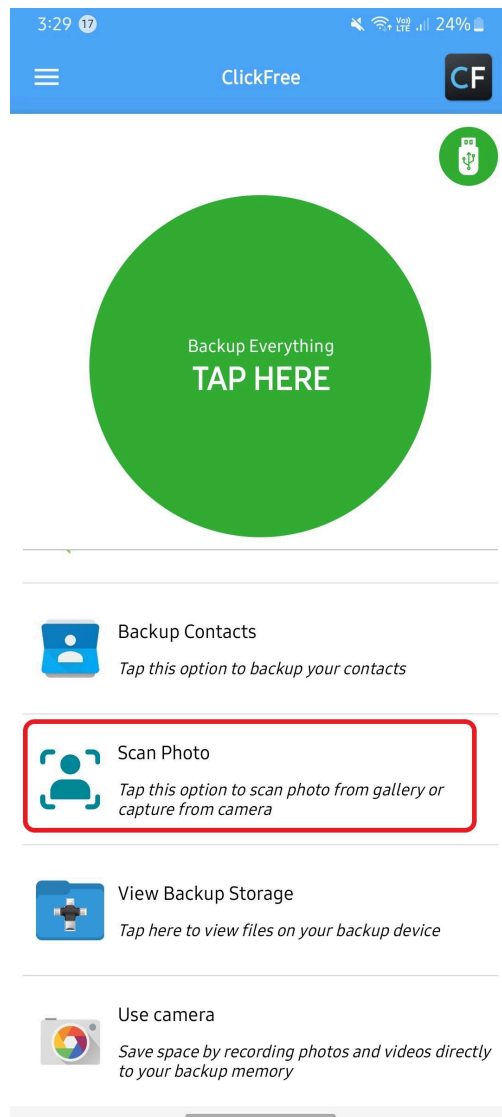 3:29 17 Vo) LTE 24%
ClickFree CF
Backup Everything
TAP HERE
Backup Contacts
Tap this option to backup your contacts
Scan Photo
Tap this option to scan photo from gallery or
capture from camera
View Backup Storage
Tap here to view files on your backup device
Use camera
Save space by recording photos and videos directly
to your backup memory